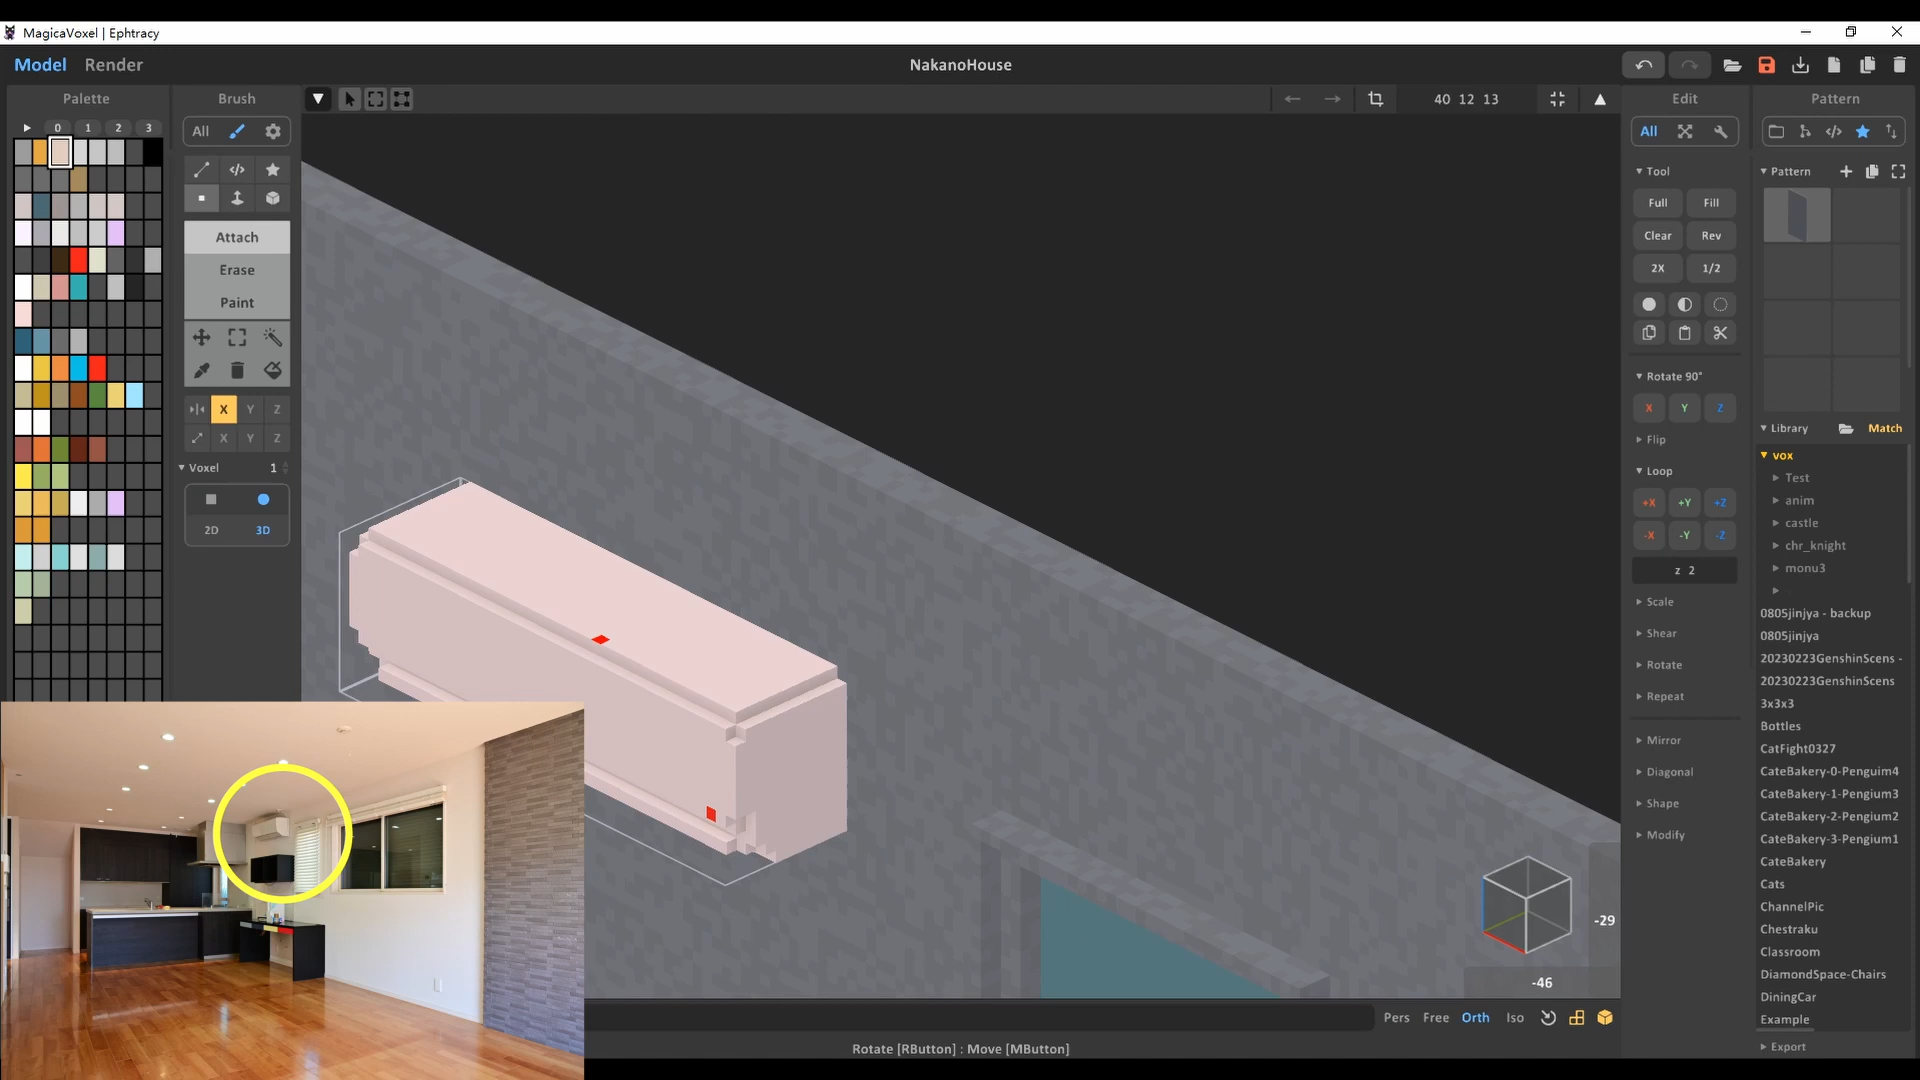 MagicaVoxel | Ephtracy
Model Render
NakanoHouse
Palette
0 1 2 3
Brush
All
Attach
Erase
Paint
X Y Z
X Y Z
Voxel 1
2D 3D
40 12 13
-29
-46
Pers Free Orth Iso
Rotate [RButton] : Move [MButton]
Edit
All
Tool
Full Fill
Clear Rev
2X 1/2
Rotate 90°
X Y Z
Flip
Loop
+X +Y +Z
-X -Y -Z
z 2
Scale
Shear
Rotate
Repeat
Mirror
Diagonal
Shape
Modify
Pattern
Pattern
Library Match
vox
Test
anim
castle
chr_knight
monu3
0805jinjya - backup
0805jinjya
20230223GenshinScens -
20230223GenshinScens
3x3x3
Bottles
CatFight0327
CateBakery-0-Penguim4
CateBakery-1-Pengium3
CateBakery-2-Pengium2
CateBakery-3-Pengium1
CateBakery
Cats
ChannelPic
Chestraku
Classroom
DiamondSpace-Chairs
DiningCar
Example
Export